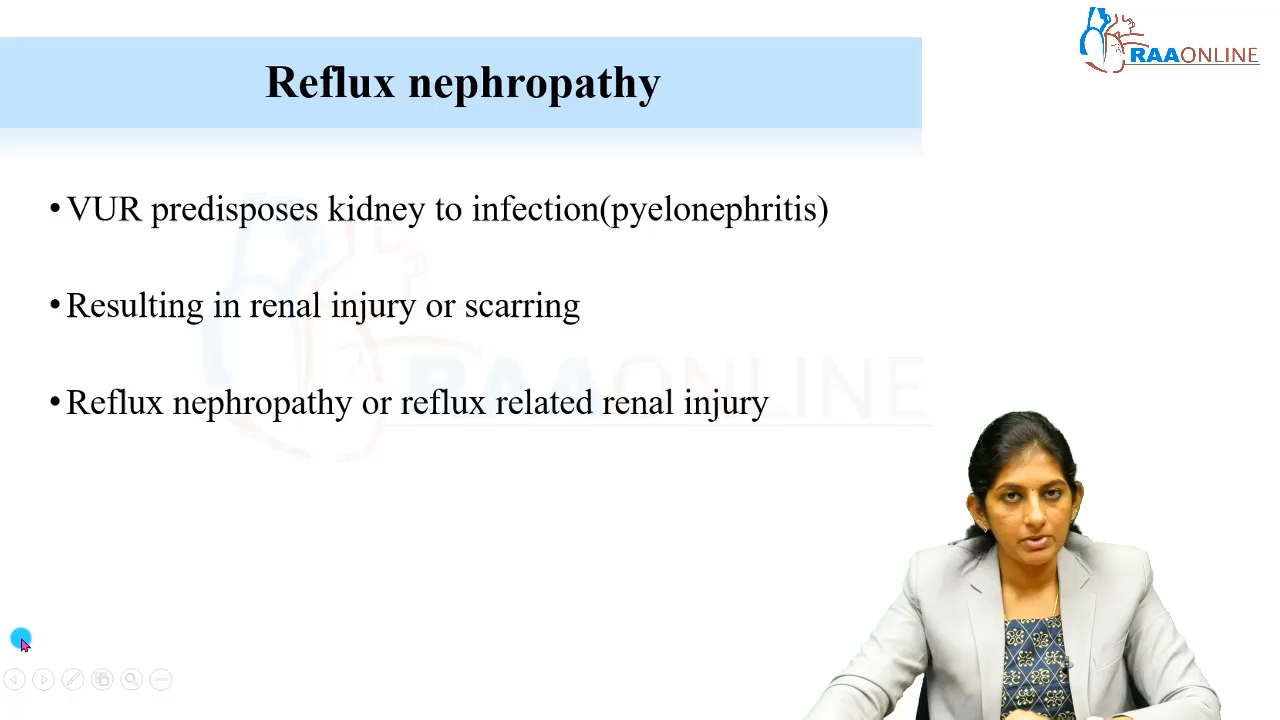 RAAONLINE
Reflux nephropathy
•VUR predisposes kidney to infection(pyelonephritis)
•Resulting in renal injury or scarring
•Reflux nephropathy or reflux related renal injury
RAAONLINE